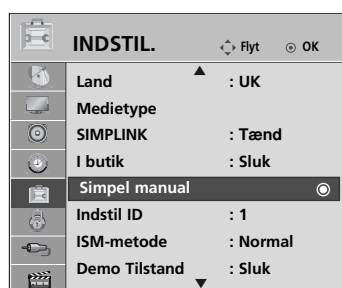 INDSTIL. Flyt OK
Land : UK
Medietype
SIMPLINK : Tænd
I butik : Sluk
Simpel manual
Indstil ID : 1
ISM-metode : Normal
Demo Tilstand : Sluk